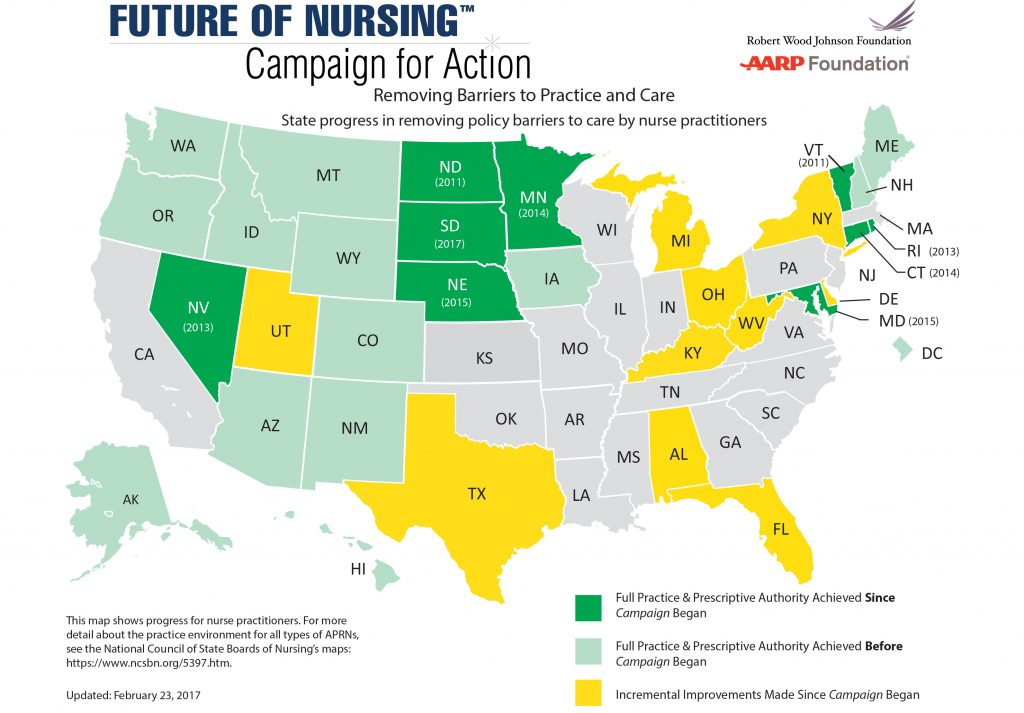 FUTURE OF NURSING™
Campaign for Action
Robert Wood Johnson Foundation
AARP Foundation®
Removing Barriers to Practice and Care
State progress in removing policy barriers to care by nurse practitioners
WA
MT
ND
(2011)
MN
(2014)
VT
(2011)
ME
NH
OR
ID
WY
SD
(2017)
WI
MI
NY
MA
RI (2013)
CT (2014)
NV
(2013)
UT
CO
NE
(2015)
IA
IL
IN
OH
PA
NJ
DE
MD (2015)
WV
VA
DC
CA
KS
MO
KY
NC
TN
AZ
NM
OK
AR
SC
MS
AL
GA
TX
LA
FL
AK
HI
This map shows progress for nurse practitioners. For more
detail about the practice environment for all types of APRNs,
see the National Council of State Boards of Nursing's maps:
https://www.ncsbn.org/5397.htm.
Updated: February 23, 2017
Full Practice & Prescriptive Authority Achieved Since
Campaign Began
Full Practice & Prescriptive Authority Achieved Before
Campaign Began
Incremental Improvements Made Since Campaign Began